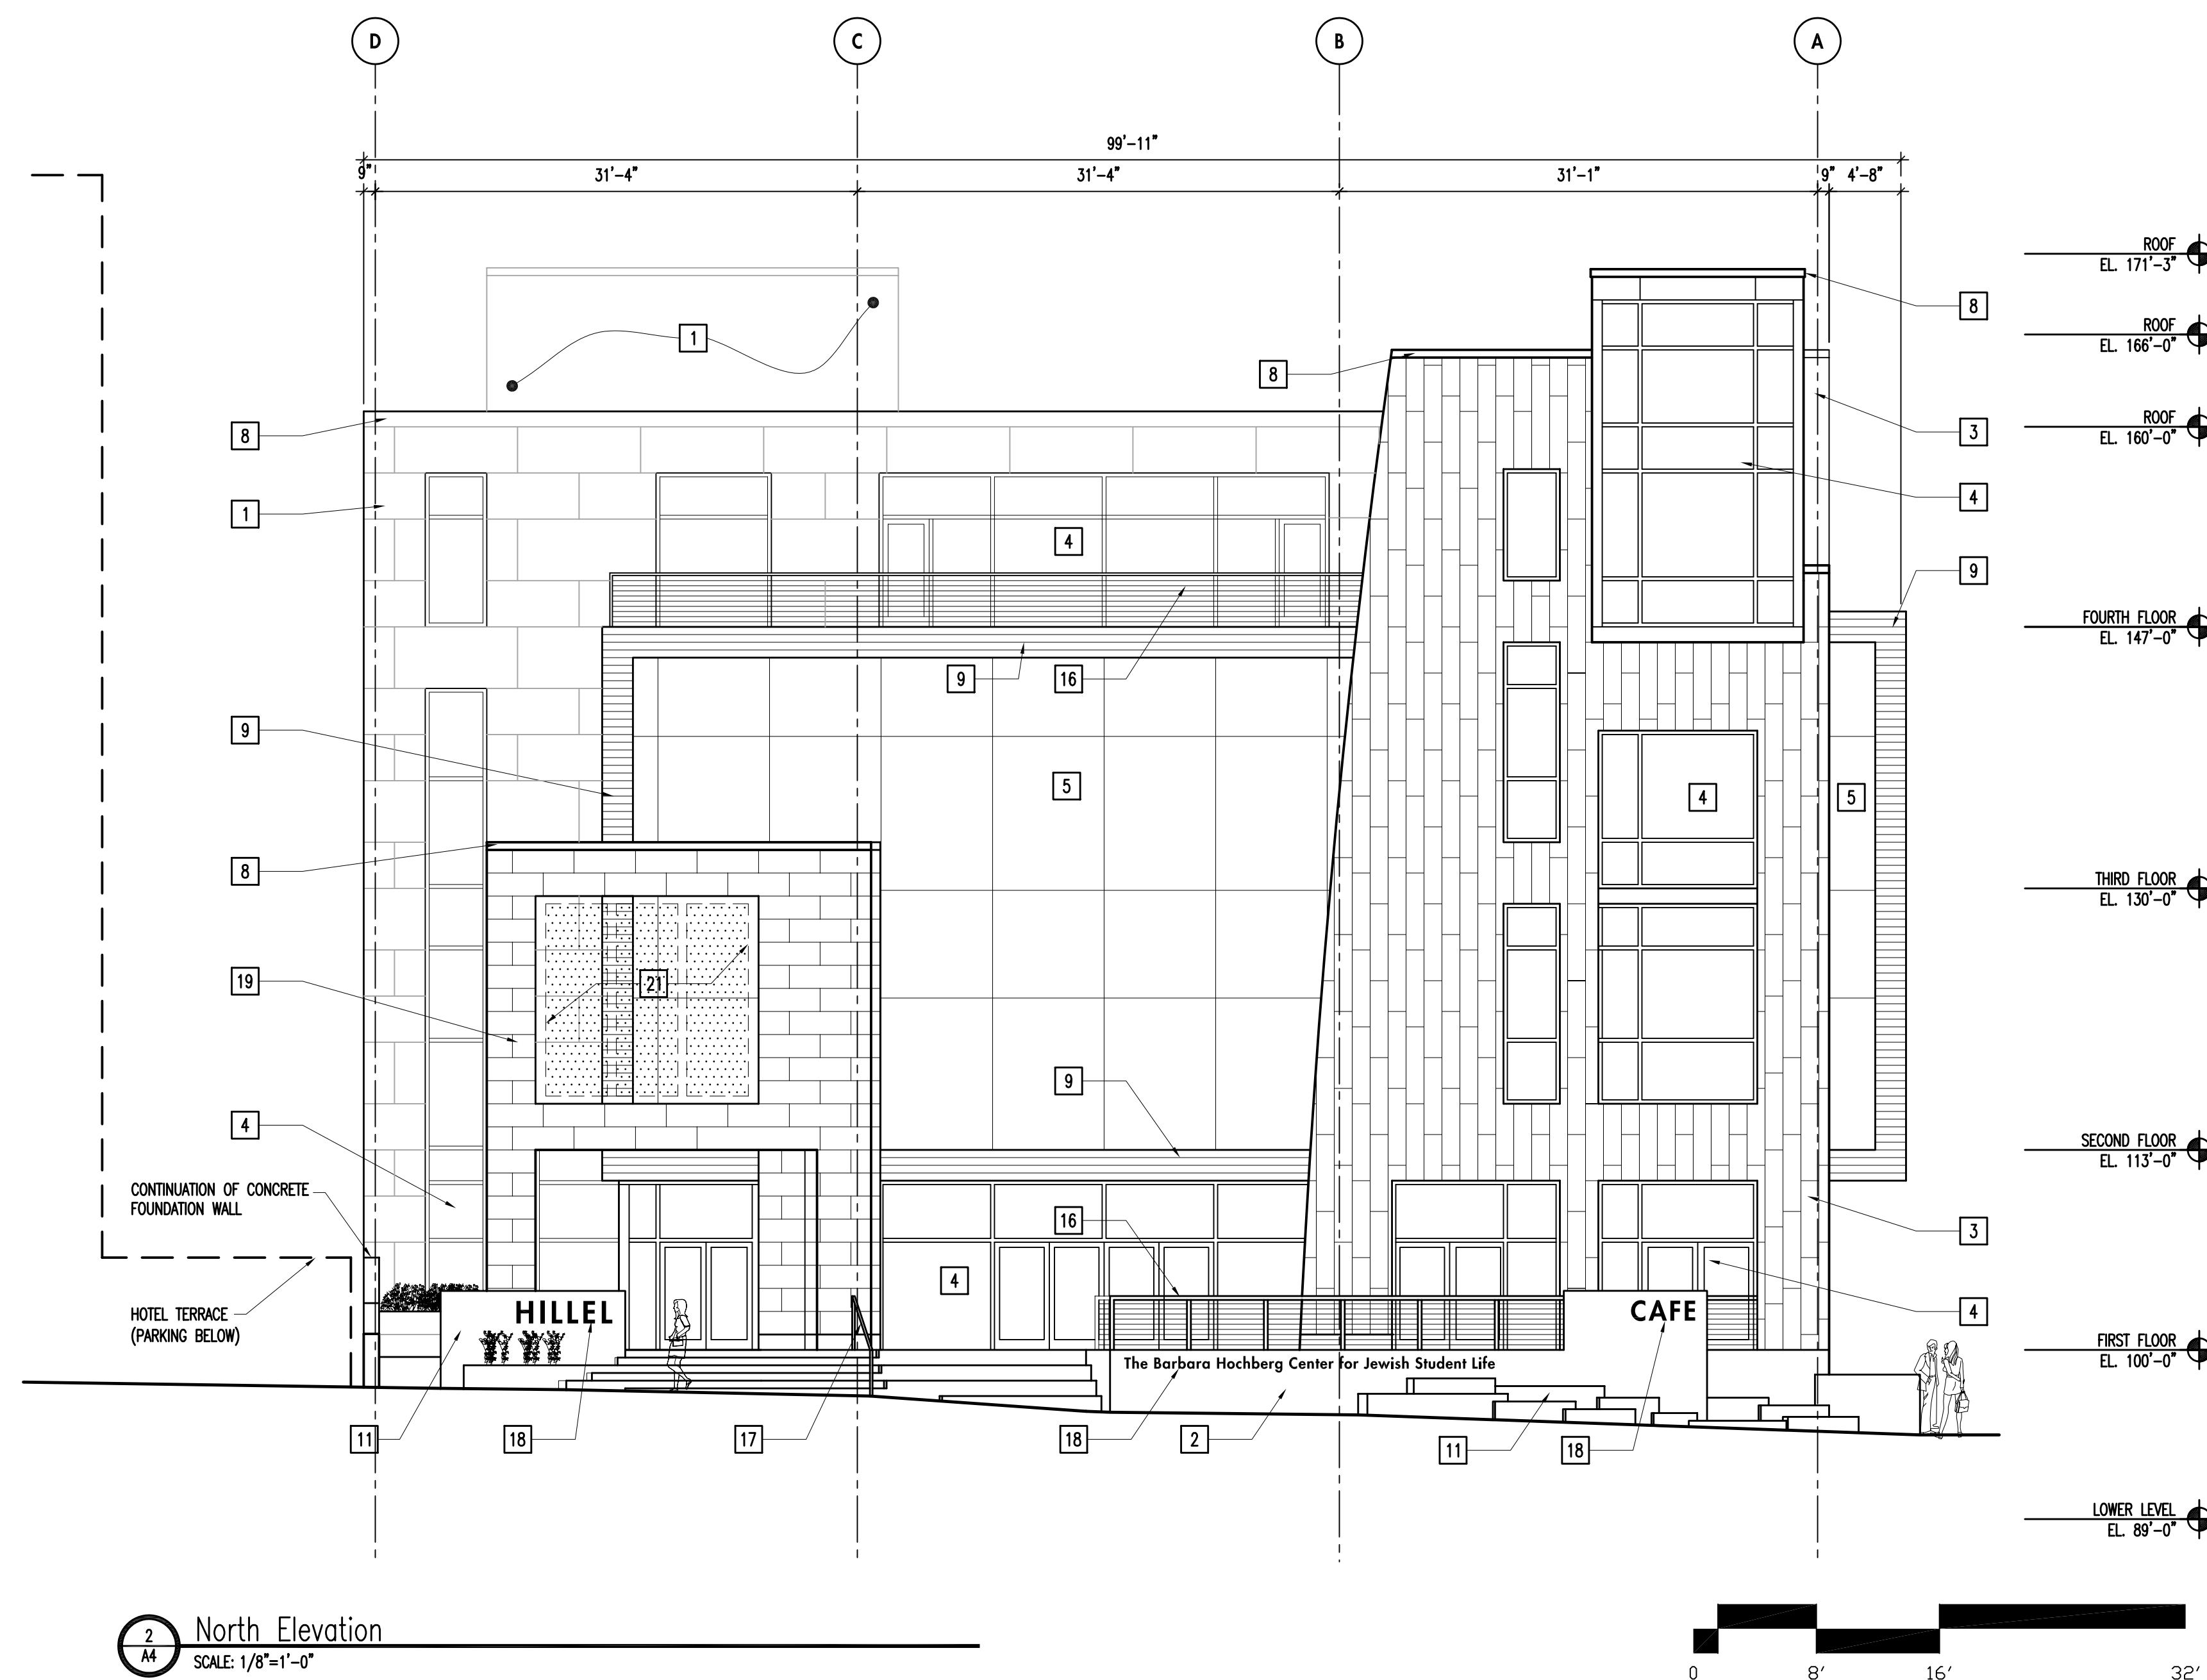 D C B A
99'-11"
9" 31'-4" 31'-4" 31'-1" 9" 4'-8"
ROOF
EL. 171'-3"
8
ROOF
EL. 166'-0"
1
8
ROOF
EL. 160'-0"
8
3
4
1
4
9
FOURTH FLOOR
EL. 147'-0"
9
16
9
5
4
5
8
THIRD FLOOR
EL. 130'-0"
19
21
9
4
SECOND FLOOR
EL. 113'-0"
CONTINUATION OF CONCRETE
FOUNDATION WALL
16
3
4
HOTEL TERRACE
(PARKING BELOW)
HILLEL
CAFE
4
FIRST FLOOR
EL. 100'-0"
The Barbara Hochberg Center for Jewish Student Life
11
18
17
18
2
11
18
LOWER LEVEL
EL. 89'-0"
2
A4
North Elevation
SCALE: 1/8"=1'-0"
0 8' 16' 32'